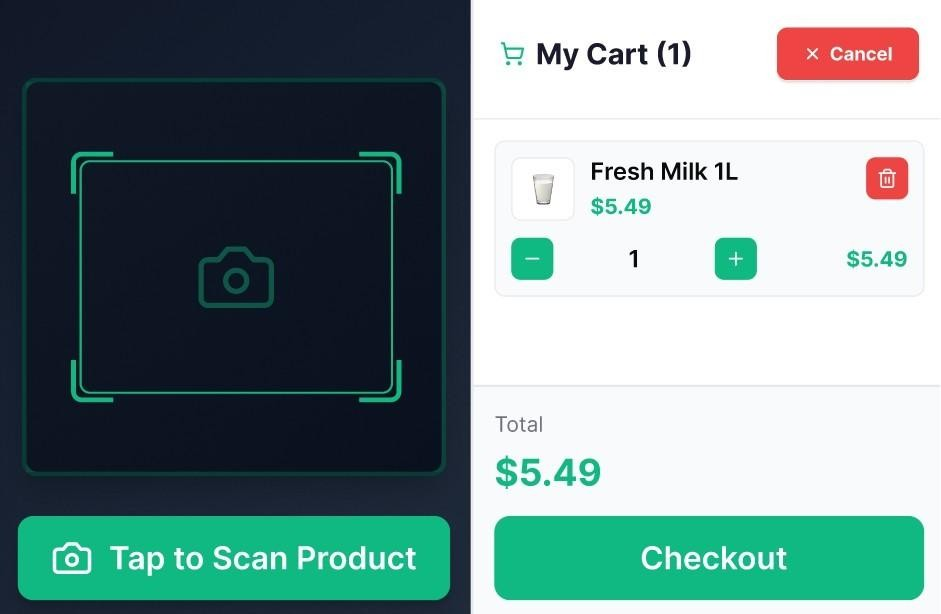 Tap to Scan Product
My Cart (1)
Cancel
Fresh Milk 1L
$5.49
1
$5.49
Total
$5.49
Checkout